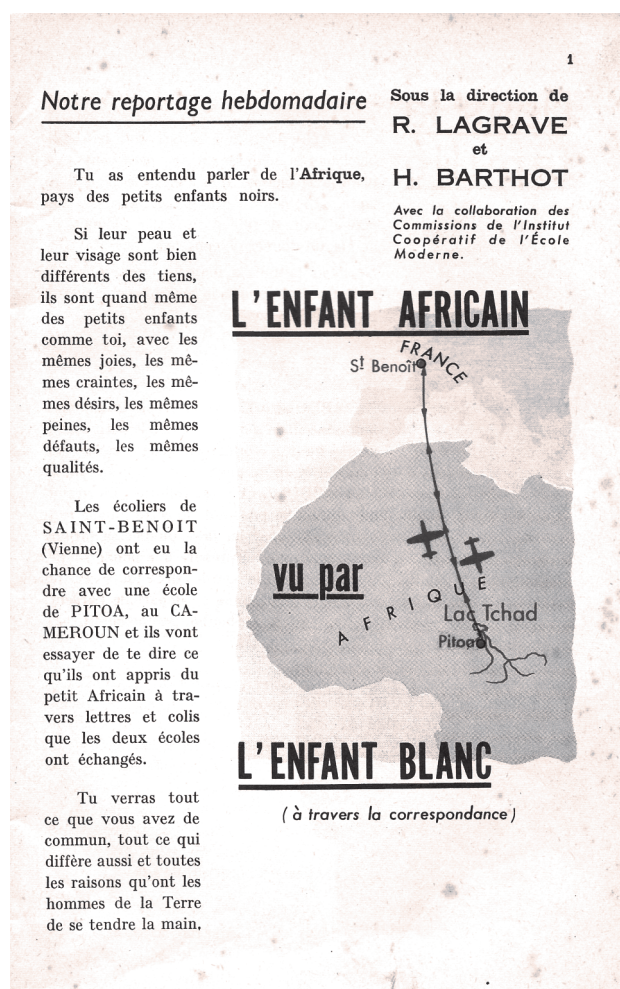 1
Notre reportage hebdomadaire
Sous la direction de
R. LAGRAVE
et
H. BARTHOT
Avec la collaboration des
Commissions de l'Institut
Coopératif de l'École
Moderne.
Tu as entendu parler de l'Afrique,
pays des petits enfants noirs.
Si leur peau et
leur visage sont bien
différents des tiens,
ils sont quand même
des petits enfants
comme toi, avec les
mêmes joies, les mê-
mes craintes, les mê-
mes désirs, les mêmes
peines, les mêmes
défauts, les mêmes
qualités.
Les écoliers de
SAINT-BENOIT
(Vienne) ont eu la
chance de correspon-
dre avec une école
de PITOA, au CA-
MEROUN et ils vont
essayer de te dire ce
qu'ils ont appris du
petit Africain à tra-
vers lettres et colis
que les deux écoles
ont échangés.
Tu verras tout
ce que vous avez de
commun, tout ce qui
diffère aussi et toutes
les raisons qu'ont les
hommes de la Terre
de se tendre la main.
L'ENFANT AFRICAIN
FRANCE
St Benoît
vu par
AFRIQUE
Lac Tchad
Pitoa
L'ENFANT BLANC
(à travers la correspondance)